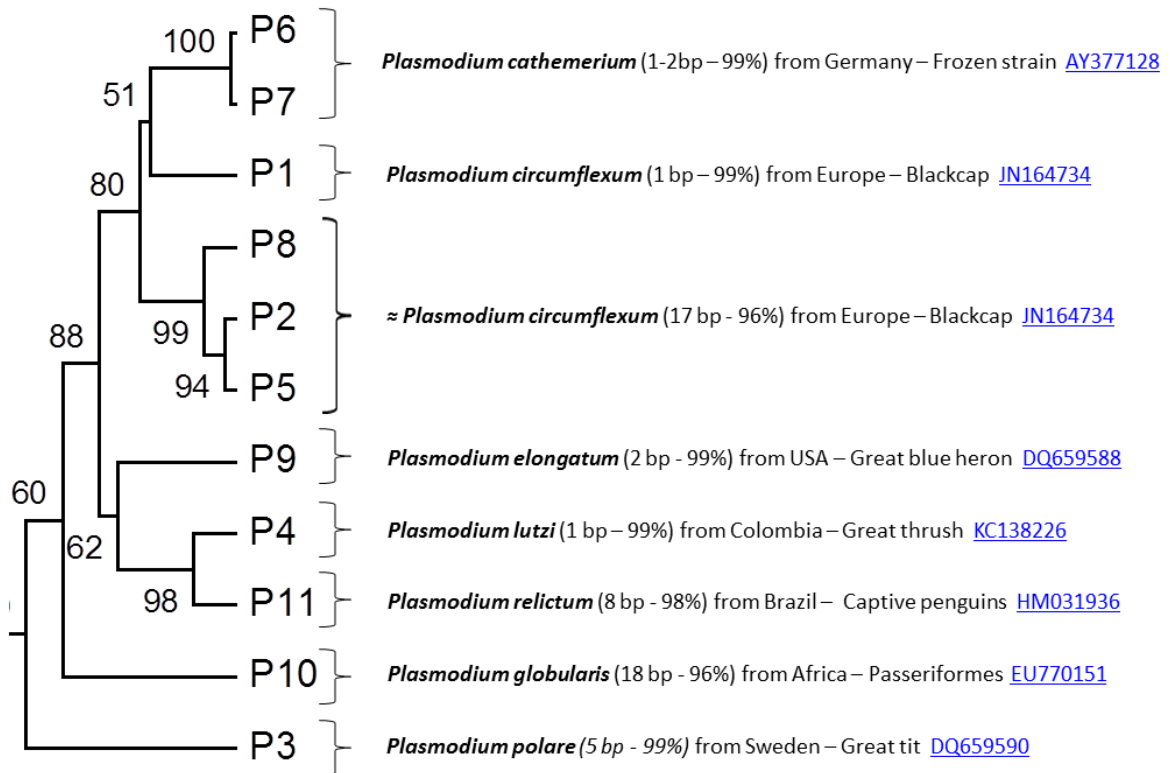 P6
100
Plasmodium cathemerium (1-2bp – 99%) from Germany – Frozen strain AY377128
51
P7
P1
Plasmodium circumflexum (1 bp – 99%) from Europe – Blackcap JN164734
80
P8
P2
≈ Plasmodium circumflexum (17 bp - 96%) from Europe – Blackcap JN164734
99
88
94
P5
P9
Plasmodium elongatum (2 bp - 99%) from USA – Great blue heron DQ659588
60
P4
Plasmodium lutzi (1 bp – 99%) from Colombia – Great thrush KC138226
62
98
P11
Plasmodium relictum (8 bp - 98%) from Brazil – Captive penguins HM031936
P10
Plasmodium globularis (18 bp - 96%) from Africa – Passeriformes EU770151
P3
Plasmodium polare (5 bp - 99%) from Sweden – Great tit DQ659590